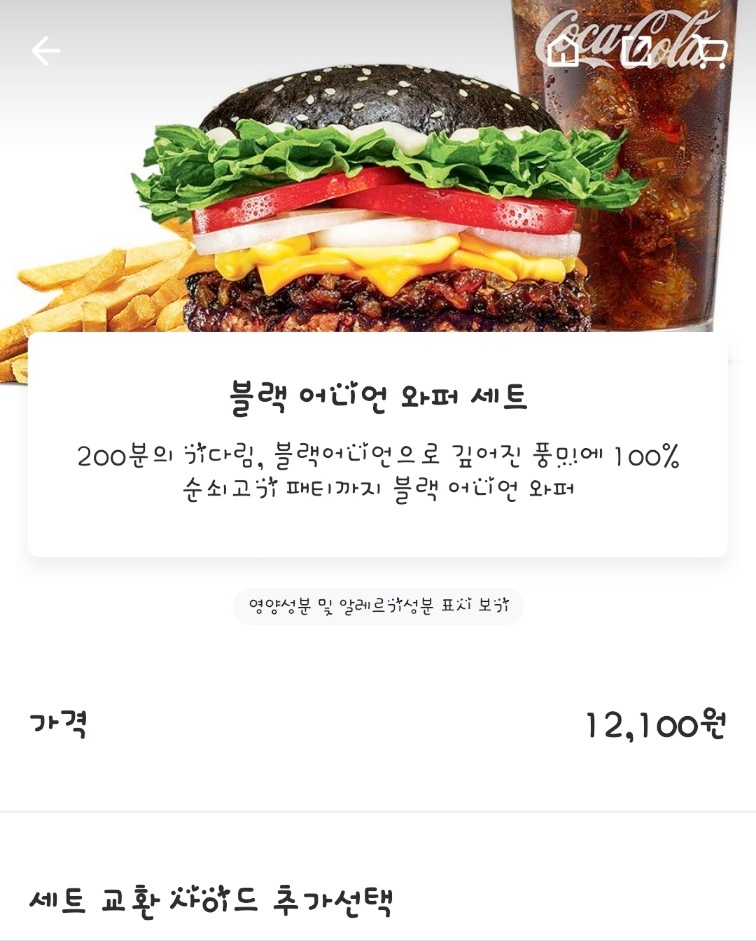 Coca-Cola
블랙 어니언 와퍼 세트
200분의 기다림, 블랙어니언으로 깊어진 풍미에 100%
순쇠고기 패티까지 블랙 어니언 와퍼
영양성분 및 알레르기성분 표시 보기
가격 12,100원
세트 교환 사이드 추가선택